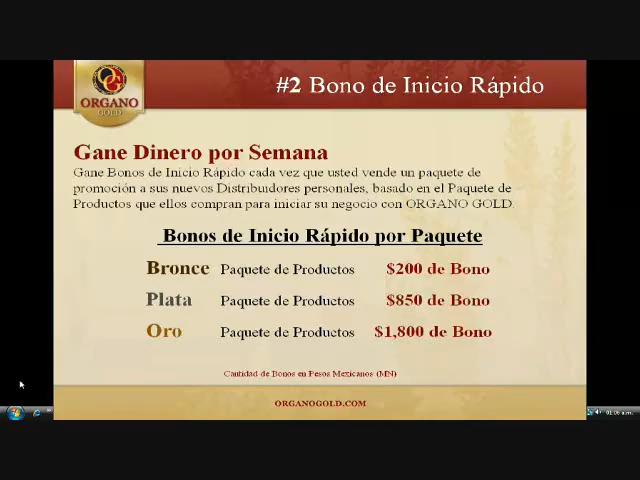 OG
ORGANO
GOLD
#2 Bono de Inicio Rápido
Gane Dinero por Semana
Gane Bonos de Inicio Rápido cada vez que usted vende un paquete de
promoción a sus nuevos Distribuidores personales, basado en el Paquete de
Productos que ellos compran para iniciar su negocio con ORGANO GOLD.
Bonos de Inicio Rápido por Paquete
Bronce Paquete de Productos $200 de Bono
Plata Paquete de Productos $850 de Bono
Oro Paquete de Productos $1,800 de Bono
Cantidad de Bonos en Pesos Mexicanos (MN)
ORGANOGOLD.COM
01:06 a.m.